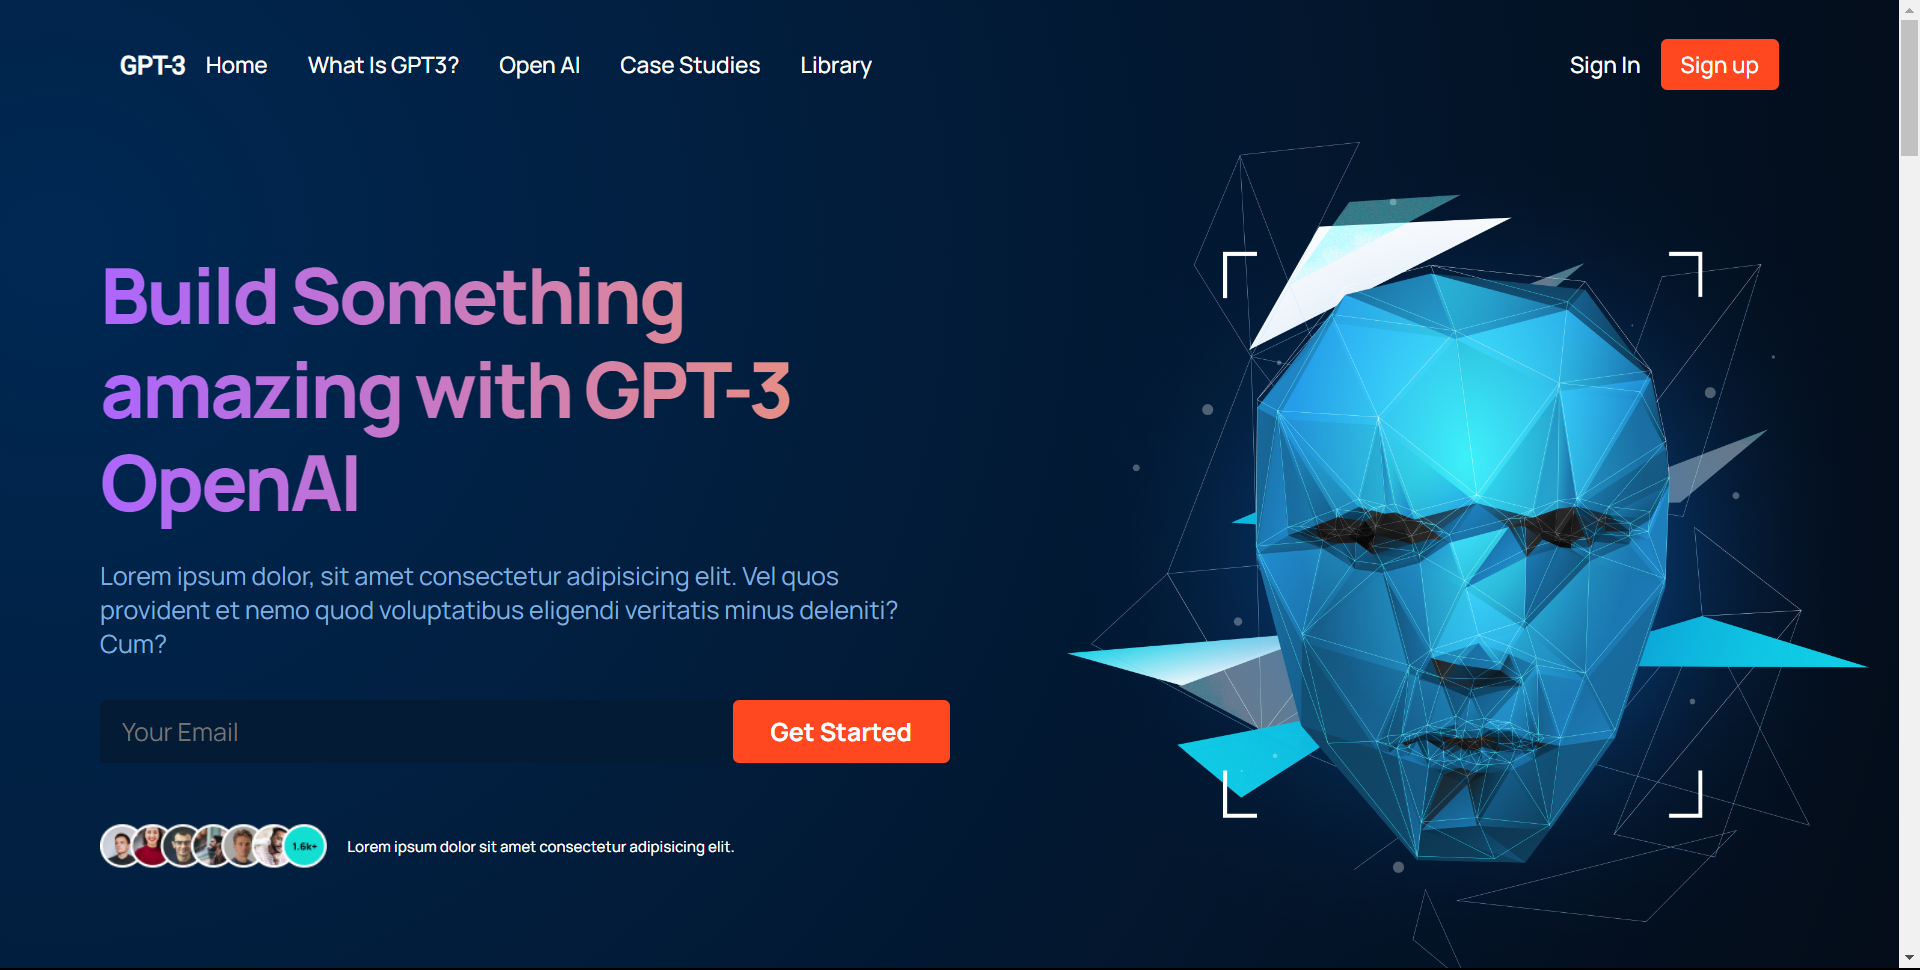 GPT-3 Home What Is GPT3? Open AI Case Studies Library Sign In Sign up
Build Something
amazing with GPT-3
OpenAI
Lorem ipsum dolor, sit amet consectetur adipisicing elit. Vel quos
provident et nemo quod voluptatibus eligendi veritatis minus deleniti?
Cum?
Your Email Get Started
1.6k+ Lorem ipsum dolor sit amet consectetur adipisicing elit.